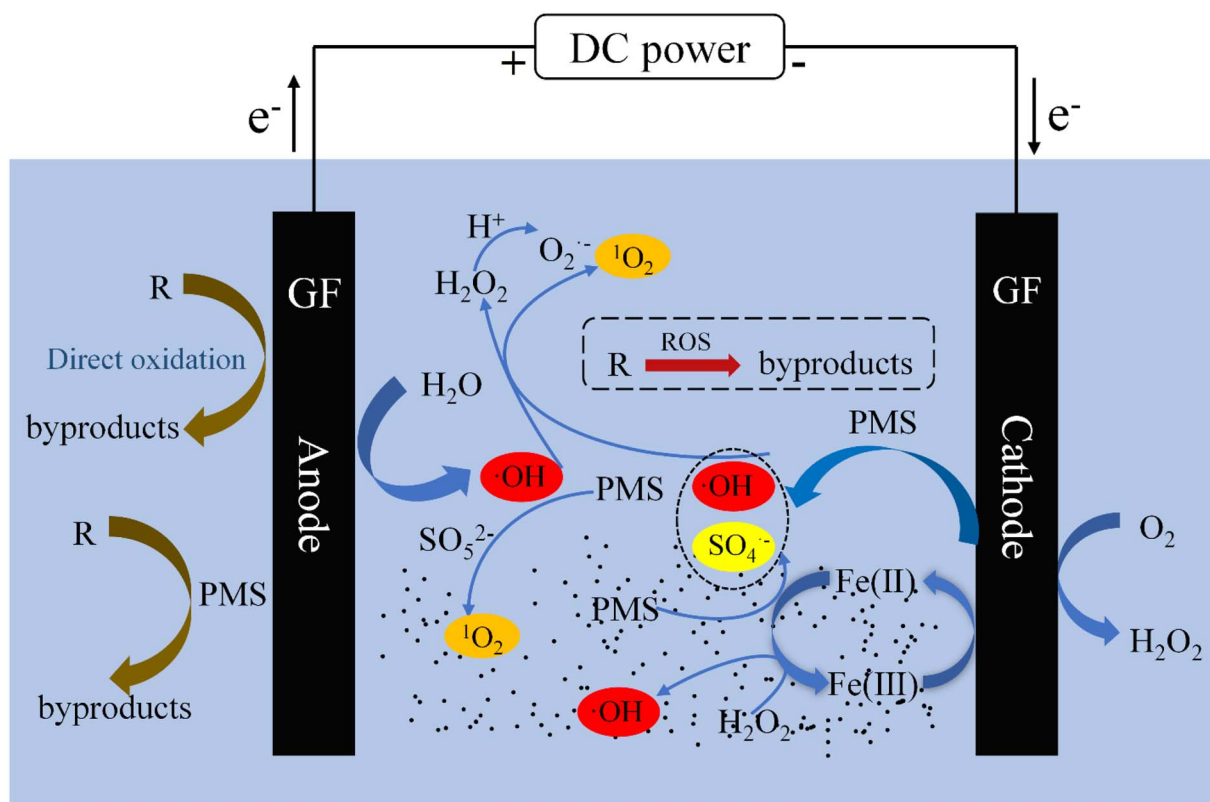 DC power
+ -
e⁻
e⁻
H⁺
O₂·⁻
¹O₂
H₂O₂
GF
GF
R
Direct oxidation
byproducts
R ROS byproducts
H₂O
PMS
Anode
Cathode
·OH
PMS
·OH
SO₅²⁻
SO₄·⁻
O₂
R
PMS
PMS
Fe(II)
¹O₂
H₂O₂
byproducts
·OH
H₂O₂
Fe(III)